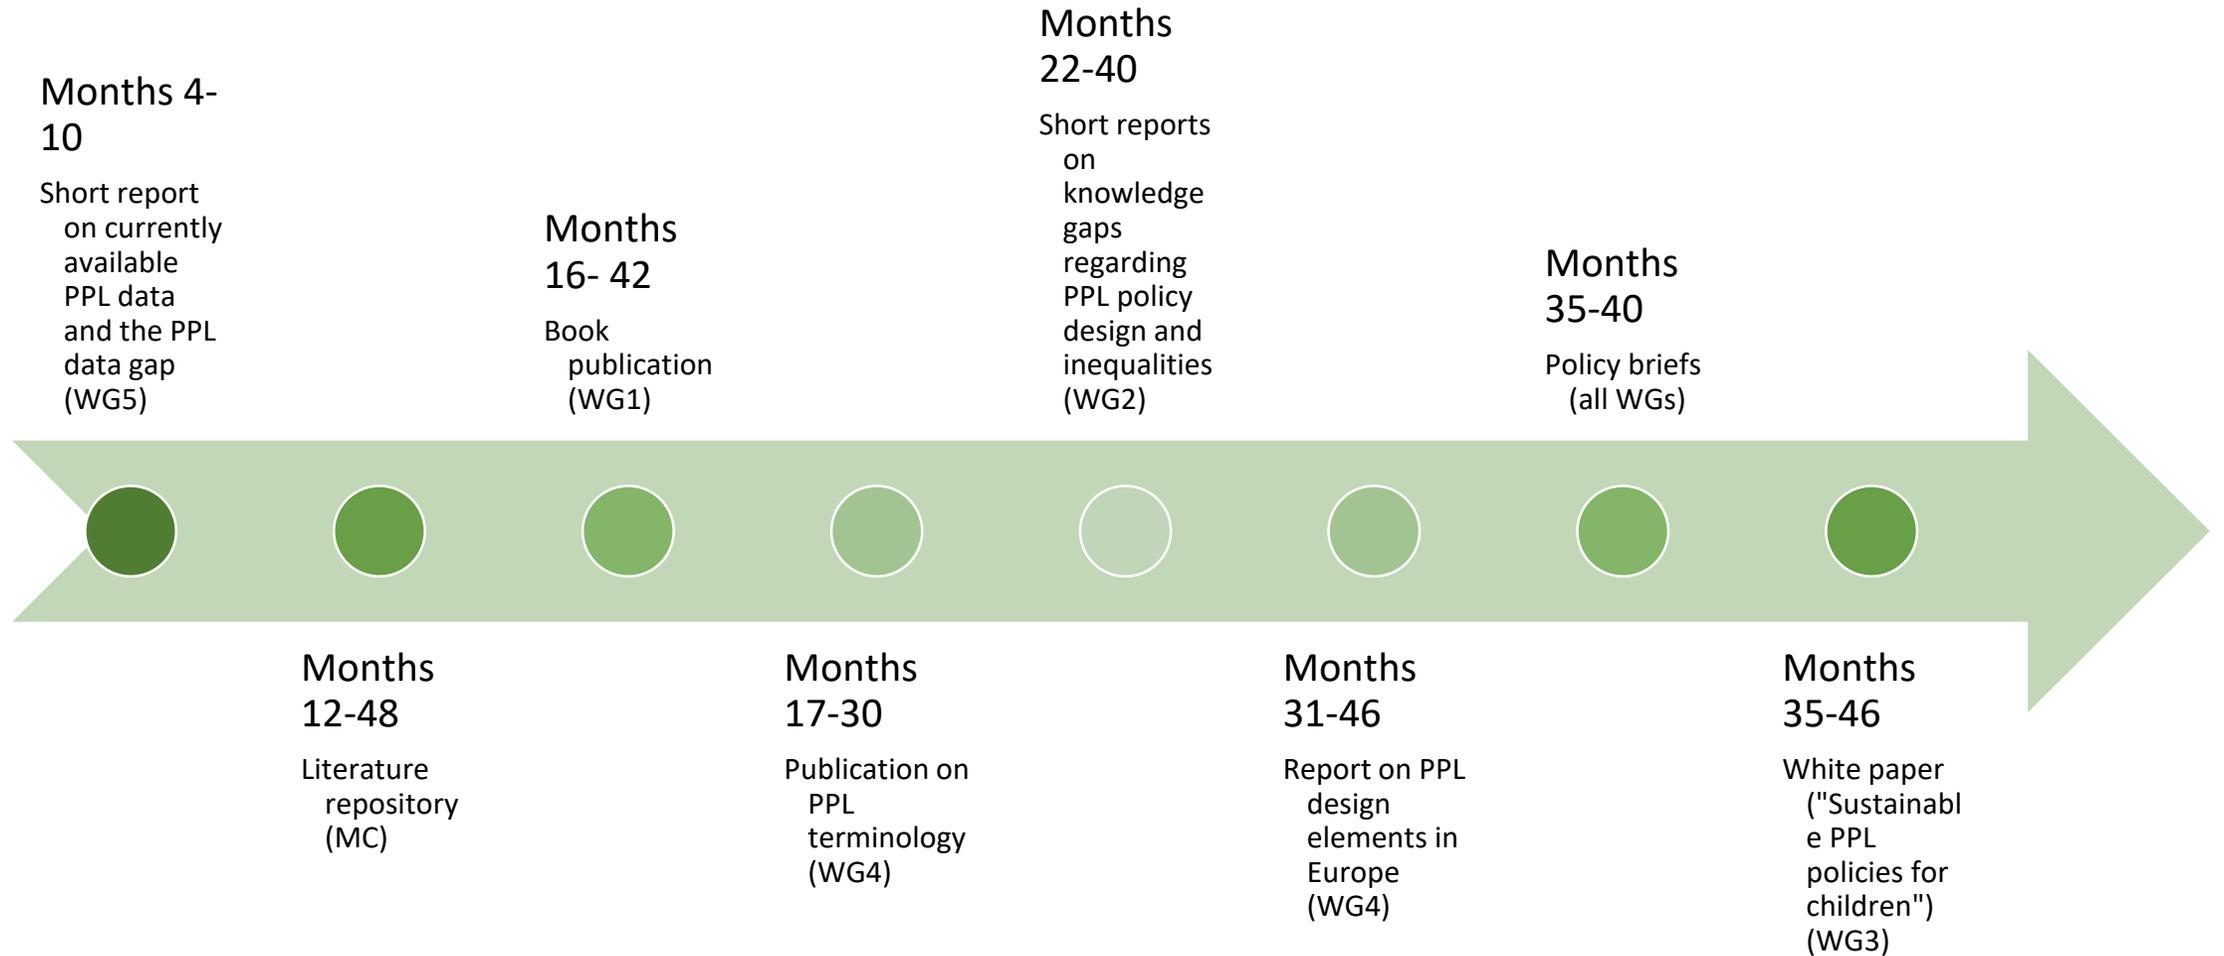 Months 4-
10
Short report
on currently
available
PPL data
and the PPL
data gap
(WG5)
Months
12-48
Literature
repository
(MC)
Months
16- 42
Book
publication
(WG1)
Months
17-30
Publication on
PPL
terminology
(WG4)
Months
22-40
Short reports
on
knowledge
gaps
regarding
PPL policy
design and
inequalities
(WG2)
Months
31-46
Report on PPL
design
elements in
Europe
(WG4)
Months
35-40
Policy briefs
(all WGs)
Months
35-46
White paper
("Sustainabl
e PPL
policies for
children")
(WG3)